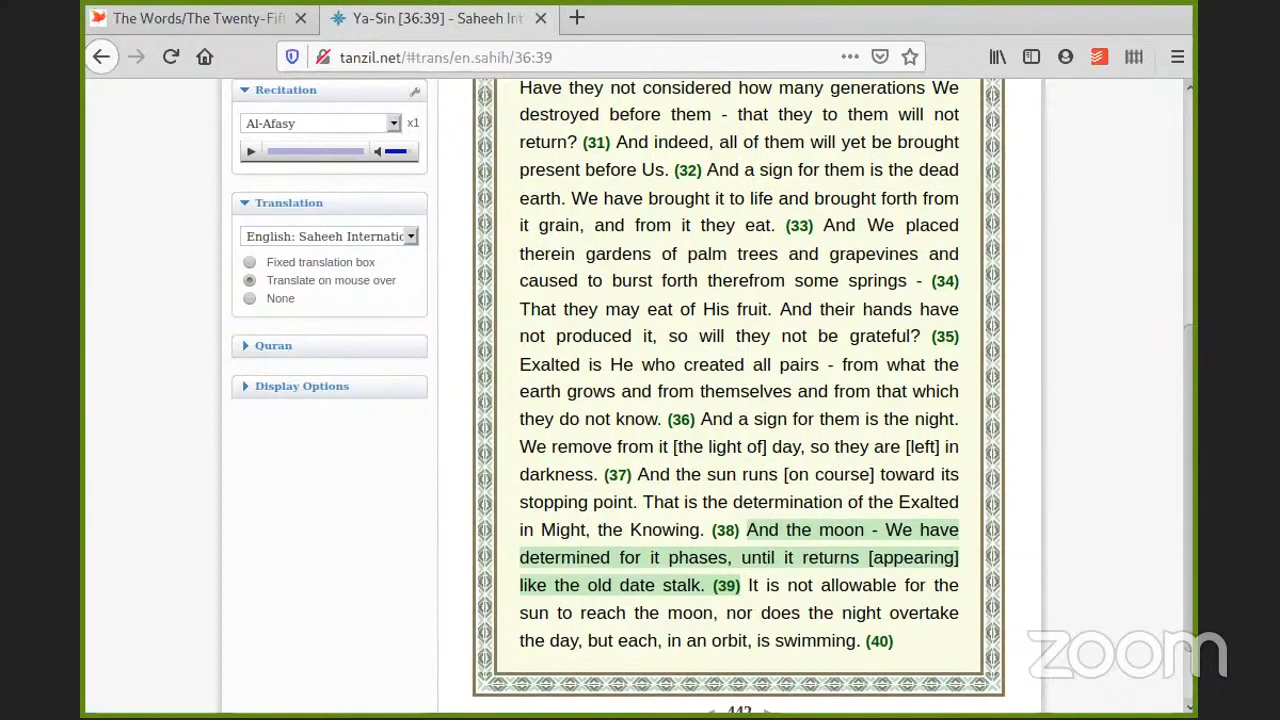 The Words/The Twenty-Fif
Ya-Sin [36:39] - Saheeh Int
tanzil.net/#trans/en.sahih/36:39
Recitation
Al-Afasy x1
Translation
English: Saheeh Internatic
Fixed translation box
Translate on mouse over
None
Quran
Display Options
Have they not considered how many generations We
destroyed before them - that they to them will not
return? (31) And indeed, all of them will yet be brought
present before Us. (32) And a sign for them is the dead
earth. We have brought it to life and brought forth from
it grain, and from it they eat. (33) And We placed
therein gardens of palm trees and grapevines and
caused to burst forth therefrom some springs - (34)
That they may eat of His fruit. And their hands have
not produced it, so will they not be grateful? (35)
Exalted is He who created all pairs - from what the
earth grows and from themselves and from that which
they do not know. (36) And a sign for them is the night.
We remove from it [the light of] day, so they are [left] in
darkness. (37) And the sun runs [on course] toward its
stopping point. That is the determination of the Exalted
in Might, the Knowing. (38) And the moon - We have
determined for it phases, until it returns [appearing]
like the old date stalk. (39) It is not allowable for the
sun to reach the moon, nor does the night overtake
the day, but each, in an orbit, is swimming. (40)
442
zoom